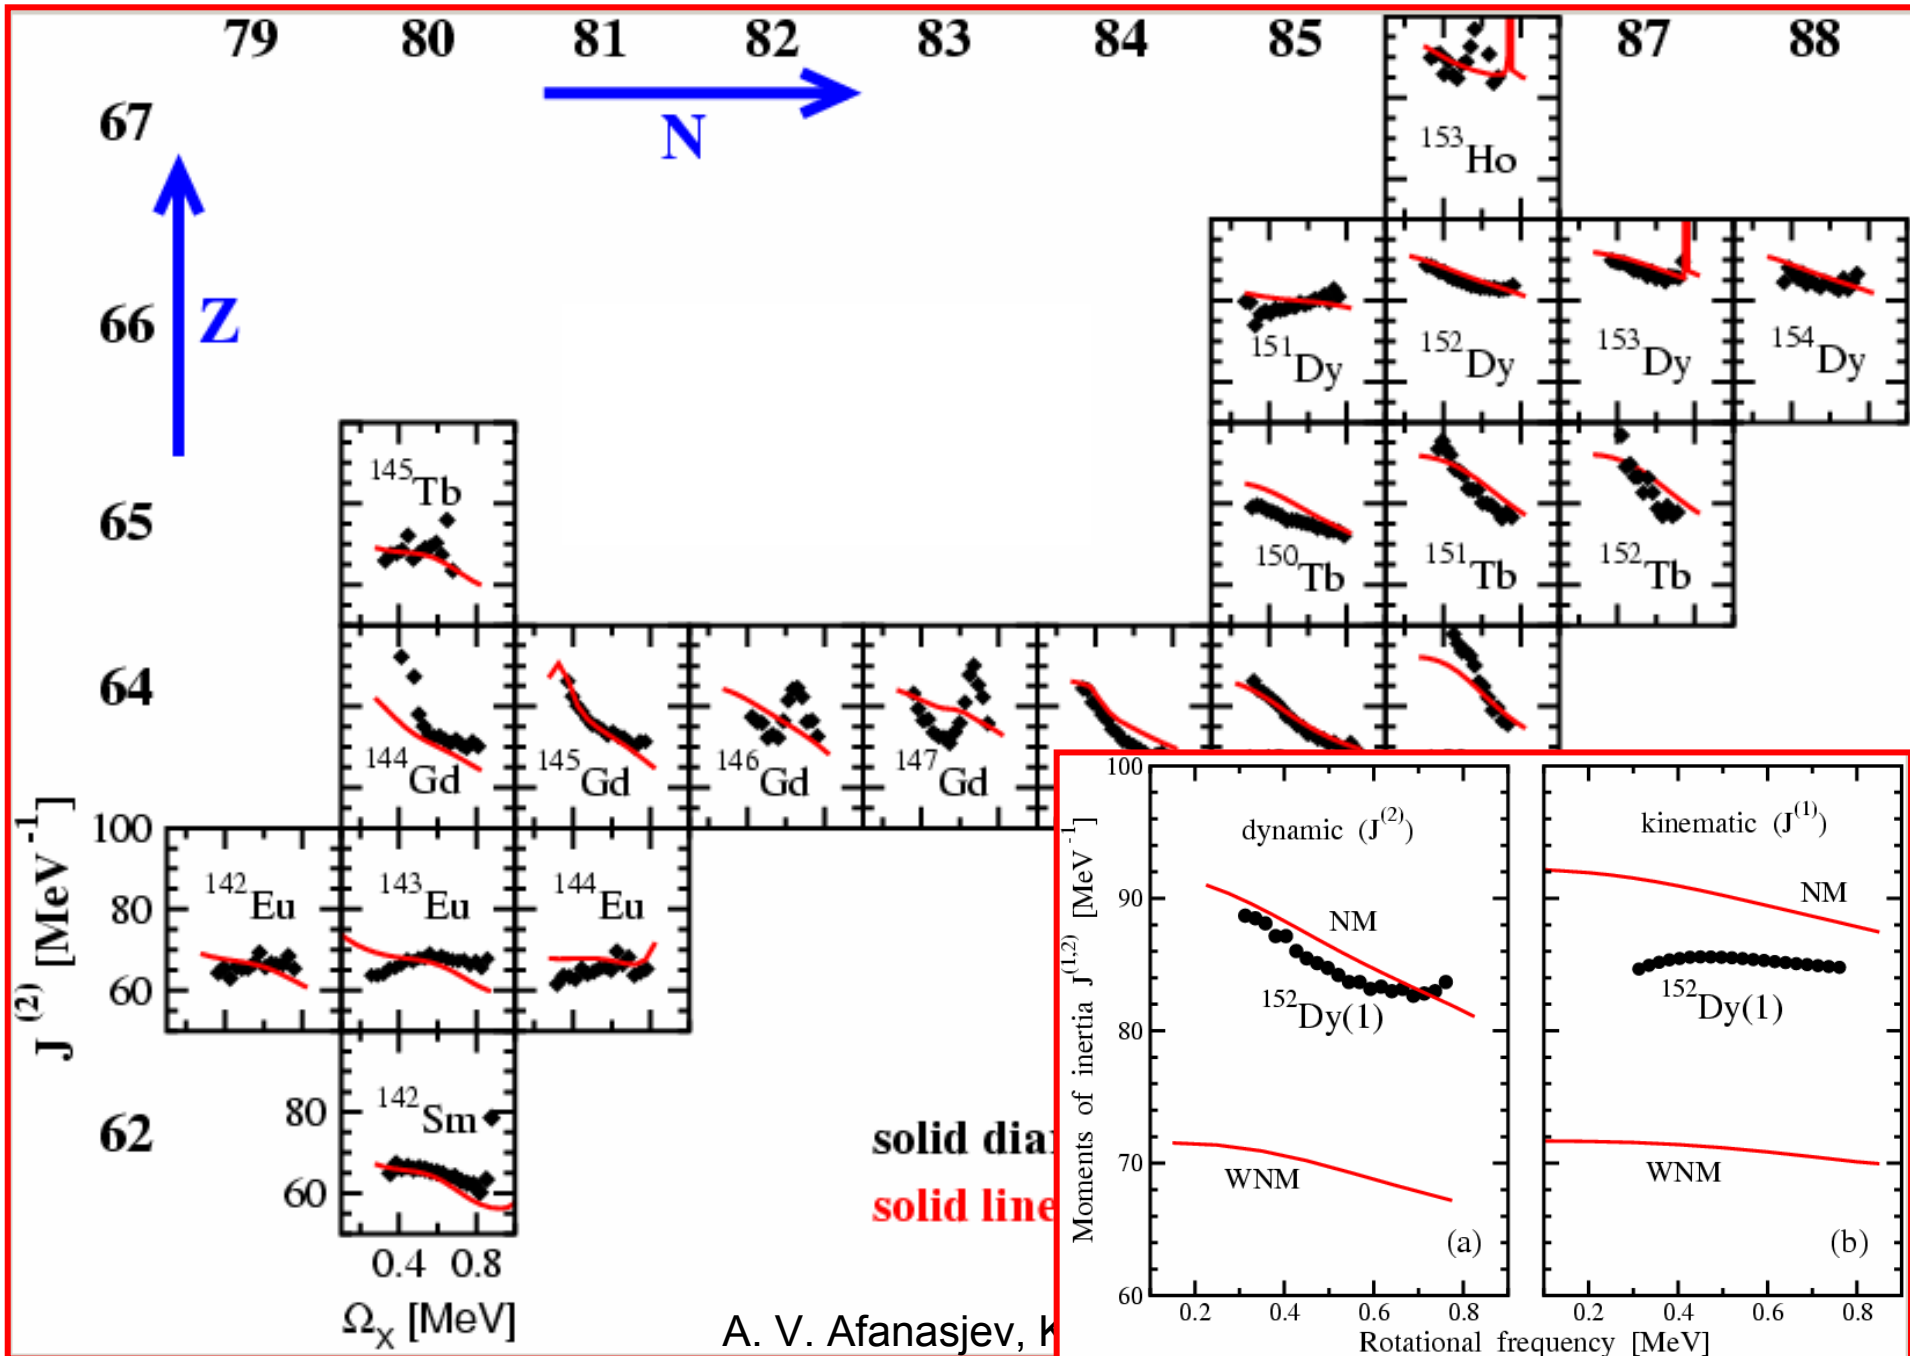 79 80 81 82 83 84 85 87 88
N
67
153Ho
Z
66
151Dy 152Dy 153Dy 154Dy
145Tb
65
150Tb 151Tb 152Tb
64
144Gd 145Gd 146Gd 147Gd
J(2) [MeV-1]
100
142Eu 143Eu 144Eu
80
60
142Sm
62
80
60
0.4 0.8
Ωx [MeV]
solid
solid line
A. V. Afanasjev,
Moments of inertia J(1,2) [MeV-1]
100
90
80
70
60
dynamic (J(2))
NM
152Dy(1)
WNM
(a)
0.2 0.4 0.6 0.8
kinematic (J(1))
NM
152Dy(1)
WNM
(b)
0.2 0.4 0.6 0.8
Rotational frequency [MeV]